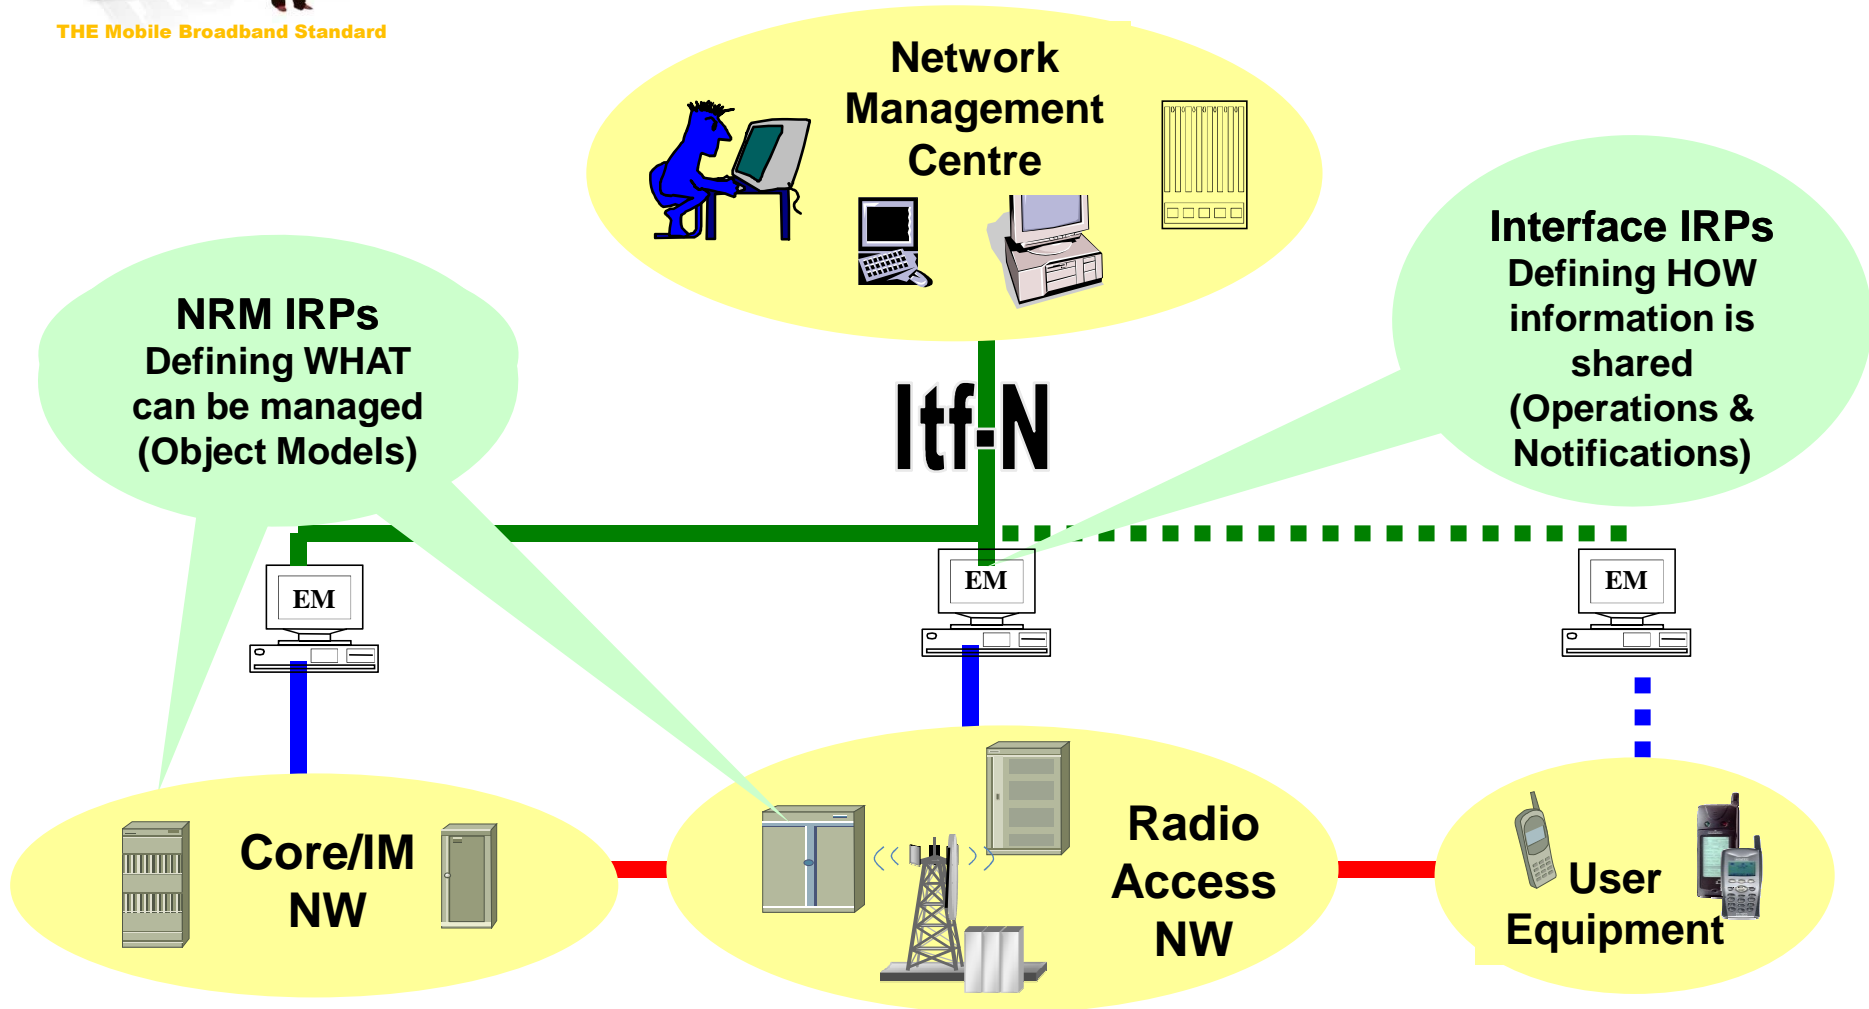 THE Mobile Broadband Standard
Network
Management
Centre
Interface IRPs
Defining HOW
information is
shared
(Operations &
Notifications)
NRM IRPs
Defining WHAT
can be managed
(Object Models)
Itf-N
EM
EM
EM
Core/IM
NW
Radio
Access
NW
User
Equipment